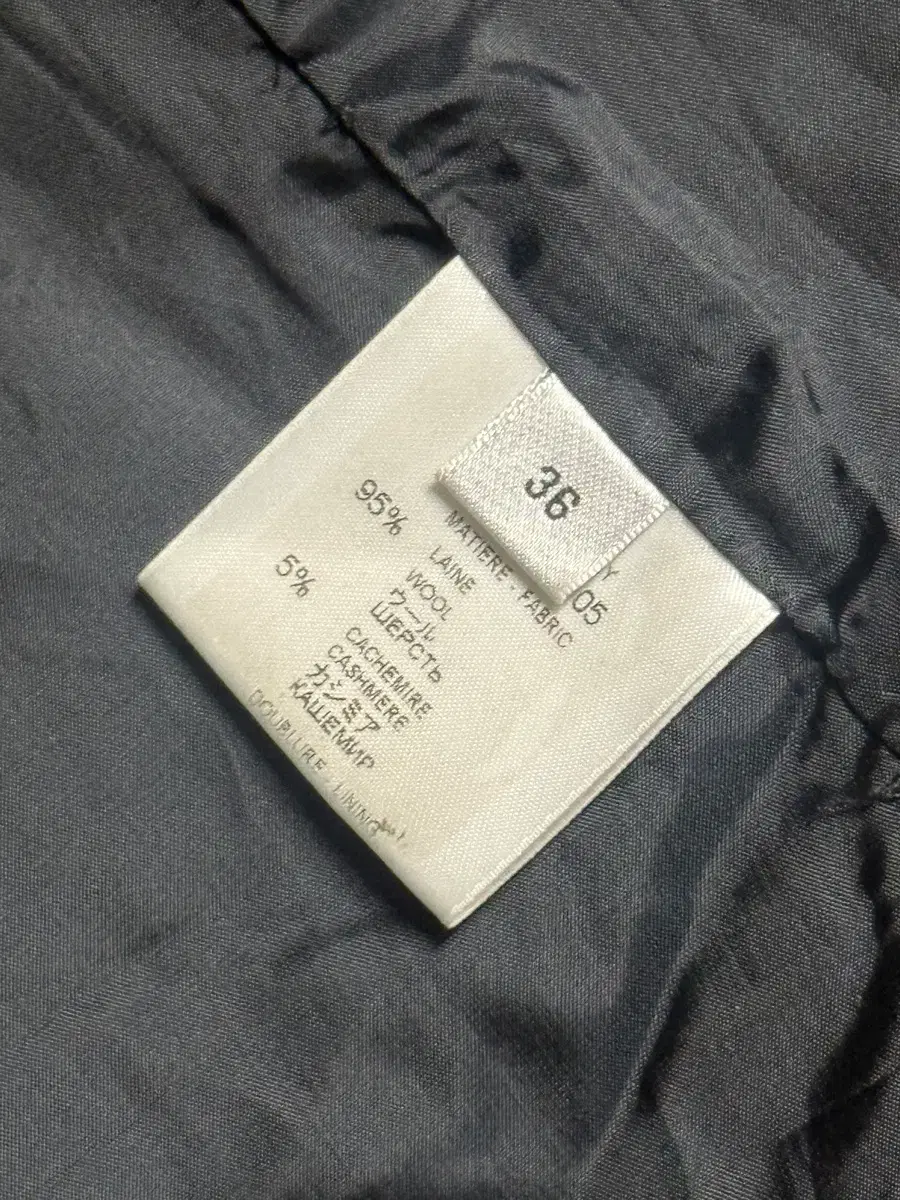 36
Y
05
MATIERE - FABRIC
95% LAINE
WOOL
ウール
ШЕРСТЬ
5% CACHEMIRE
CASHMERE
カシミア
КАШЕМИР
DOUBLURE - LINING